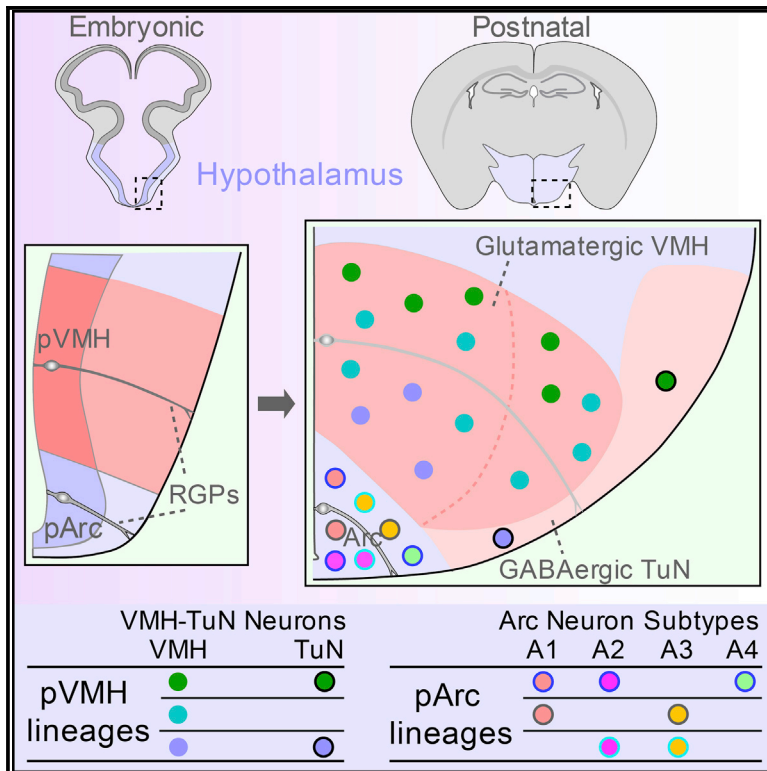 Embryonic
Postnatal
Hypothalamus
pVMH
RGPs
pArc
Glutamatergic VMH
Arc
GABAergic TuN
VMH-TuN Neurons
VMH TuN
pVMH
lineages
Arc Neuron Subtypes
A1 A2 A3 A4
pArc
lineages